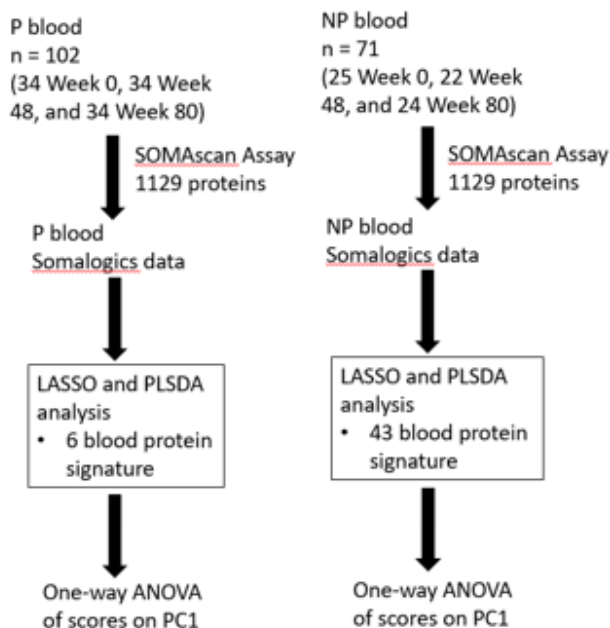 P blood
n = 102
(34 Week 0, 34 Week
48, and 34 Week 80)
SOMAscan Assay
1129 proteins
P blood
Somalogics data
LASSO and PLSDA
analysis
• 6 blood protein
signature
One-way ANOVA
of scores on PC1
NP blood
n = 71
(25 Week 0, 22 Week
48, and 24 Week 80)
SOMAscan Assay
1129 proteins
NP blood
Somalogics data
LASSO and PLSDA
analysis
• 43 blood protein
signature
One-way ANOVA
of scores on PC1